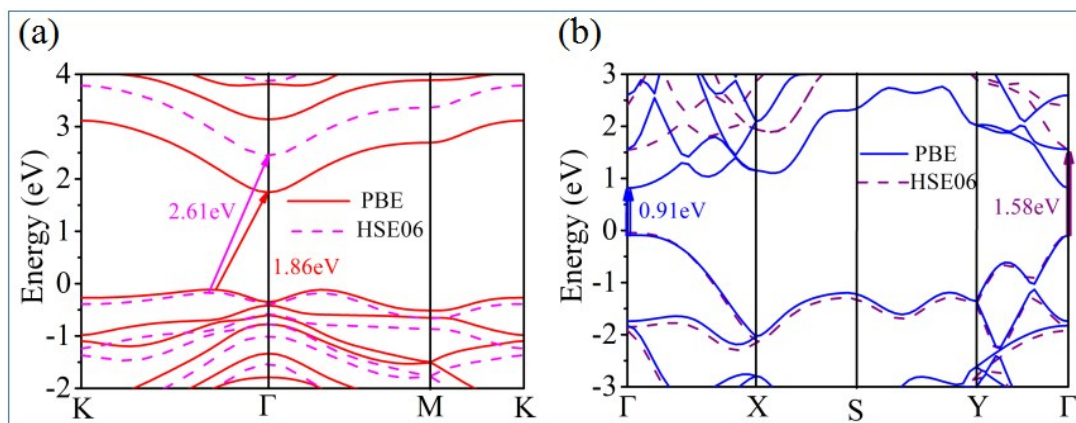 (a)
Energy (eV)
4
3
2
1
0
-1
-2
2.61eV
1.86eV
PBE
HSE06
K
Γ
M
K
(b)
Energy (eV)
4
3
2
1
0
-1
-2
-3
0.91eV
PBE
HSE06
1.58eV
Γ
X
S
Y
Γ